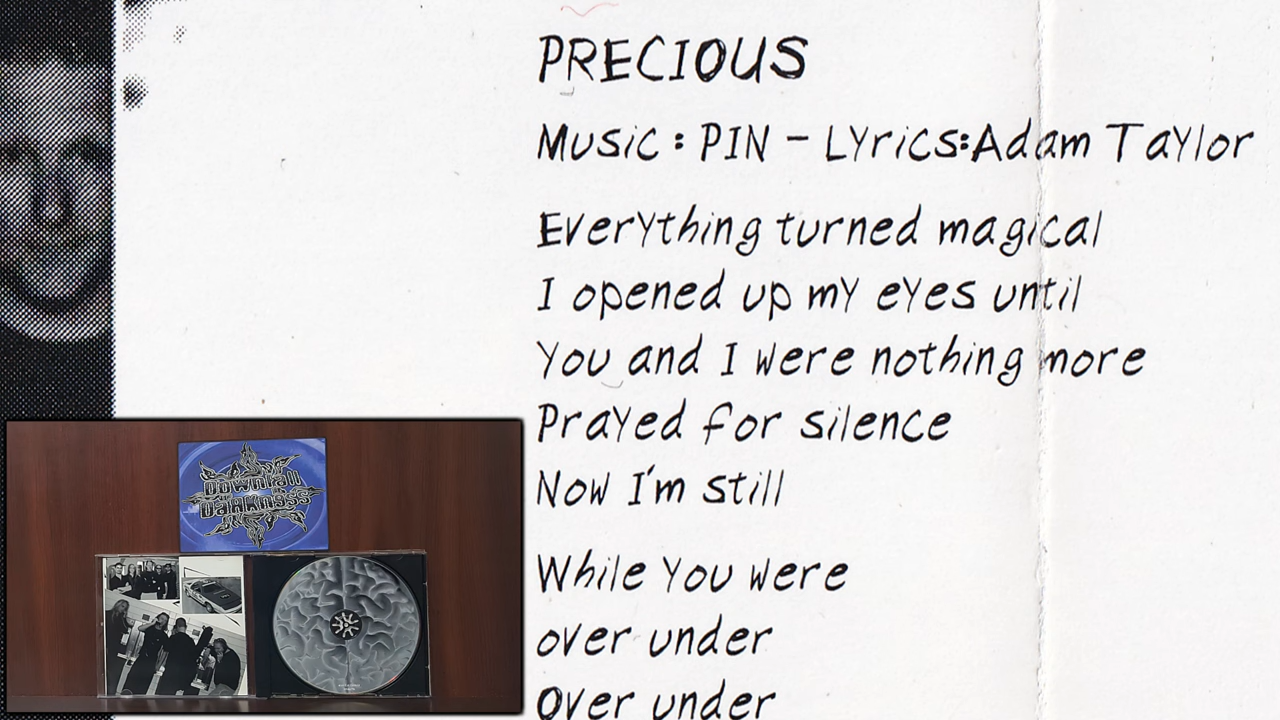 PRECIOUS
Music: PIN - Lyrics:Adam Taylor
Everything turned magical
I opened up my eyes until
You and I were nothing more
Prayed for silence
Now I'm still
While you were
over under
Over under
Downfall
Darkness